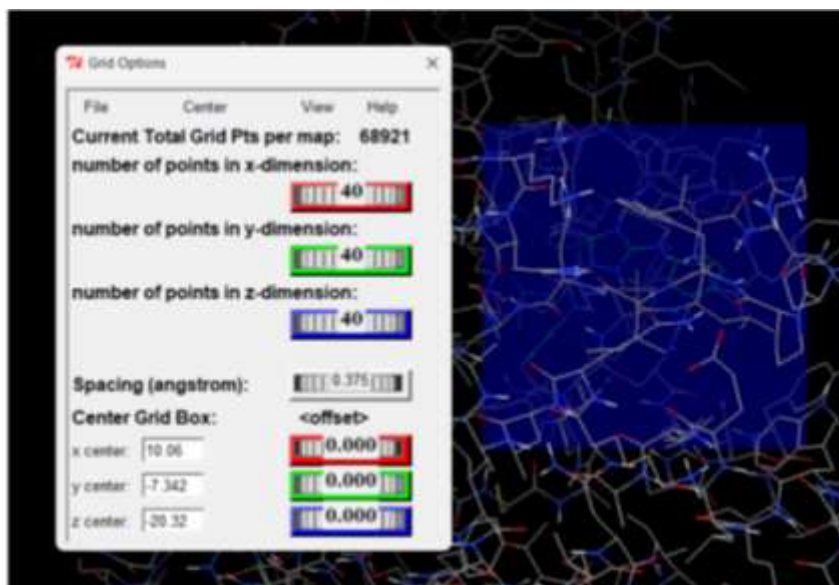 Grid Options
File Center View Help
Current Total Grid Pts per map: 68921
number of points in x-dimension:
40
number of points in y-dimension:
40
number of points in z-dimension:
40
Spacing (angstrom): 0.375
Center Grid Box: <offset>
x center: 10.06 0.000
y center: -7.342 0.000
z center: -20.32 0.000